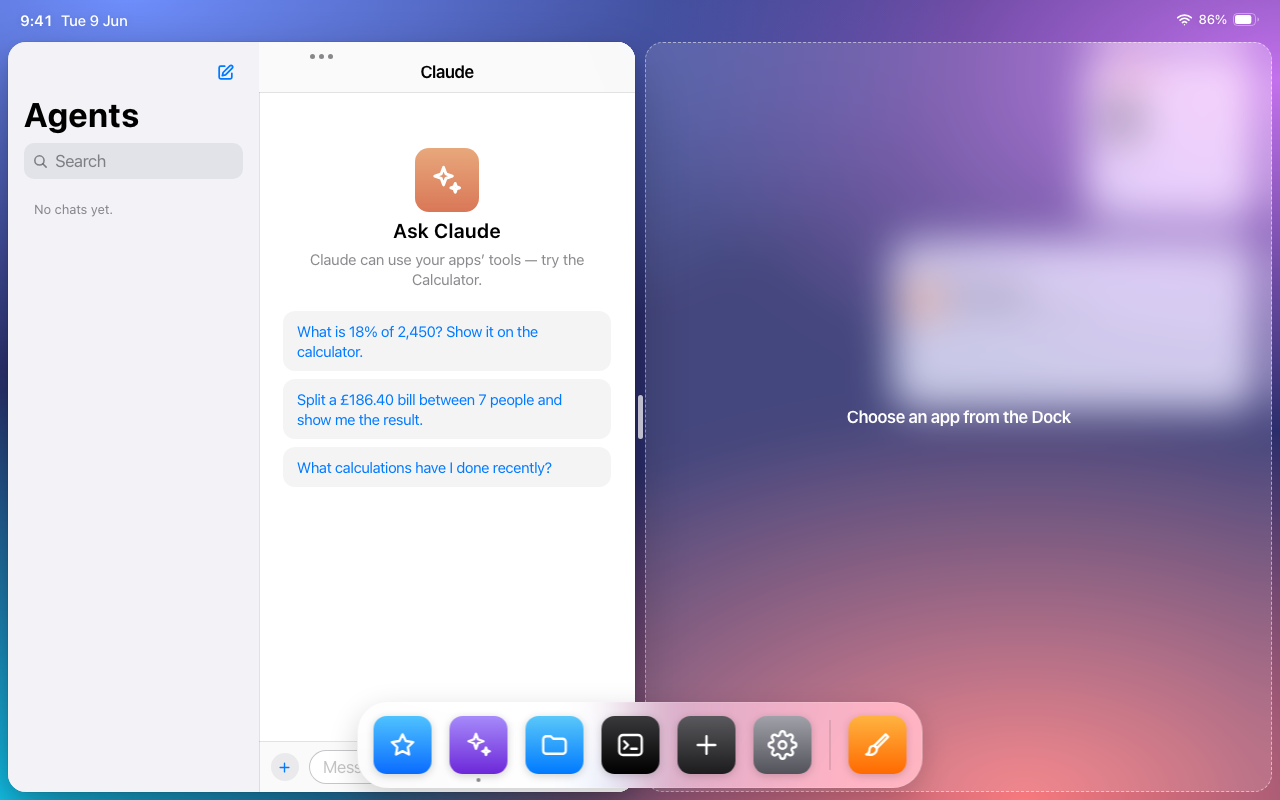 9:41 Tue 9 Jun
86%
Agents
Search
No chats yet.
Claude
Ask Claude
Claude can use your apps’ tools — try the
Calculator.
What is 18% of 2,450? Show it on the
calculator.
Split a £186.40 bill between 7 people and
show me the result.
What calculations have I done recently?
Choose an app from the Dock
Mess